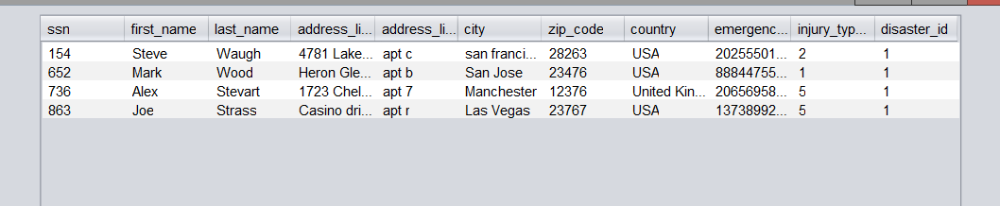 ssn first_name last_name address_li... address_li... city zip_code country emergenc... injury_typ... disaster_id
154 Steve Waugh 4781 Lake... apt c san franci... 28263 USA 20255501... 2 1
652 Mark Wood Heron Gle... apt b San Jose 23476 USA 88844755... 1 1
736 Alex Stevart 1723 Chel... apt 7 Manchester 12376 United Kin... 20656958... 5 1
863 Joe Strass Casino dri... apt r Las Vegas 23767 USA 13738992... 5 1